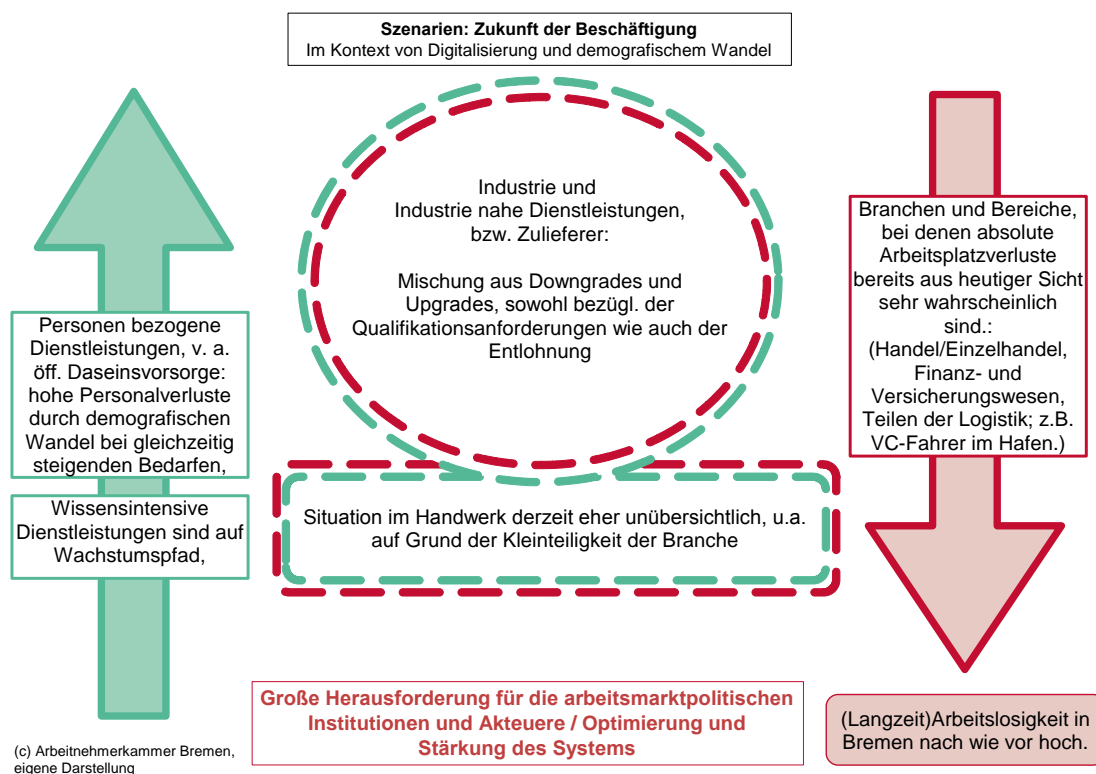 Szenarien: Zukunft der Beschäftigung
Im Kontext von Digitalisierung und demografischem Wandel
Industrie und
Industrie nahe Dienstleistungen,
bzw. Zulieferer:
Mischung aus Downgrades und
Upgrades, sowohl bezügl. der
Qualifikationsanforderungen wie auch der
Entlohnung
Personen bezogene
Dienstleistungen, v. a.
öff. Daseinsvorsorge:
hohe Personalverluste
durch demografischen
Wandel bei gleichzeitig
steigenden Bedarfen,
Wissensintensive
Dienstleistungen sind auf
Wachstumspfad,
Situation im Handwerk derzeit eher unübersichtlich, u.a.
auf Grund der Kleinteiligkeit der Branche
Branchen und Bereiche,
bei denen absolute
Arbeitsplatzverluste
bereits aus heutiger Sicht
sehr wahrscheinlich
sind.:
(Handel/Einzelhandel,
Finanz- und
Versicherungswesen,
Teilen der Logistik; z.B.
VC-Fahrer im Hafen.)
Große Herausforderung für die arbeitsmarktpolitischen
Institutionen und Akteuere / Optimierung und
Stärkung des Systems
(Langzeit)Arbeitslosigkeit in
Bremen nach wie vor hoch.
(c) Arbeitnehmerkammer Bremen,
eigene Darstellung